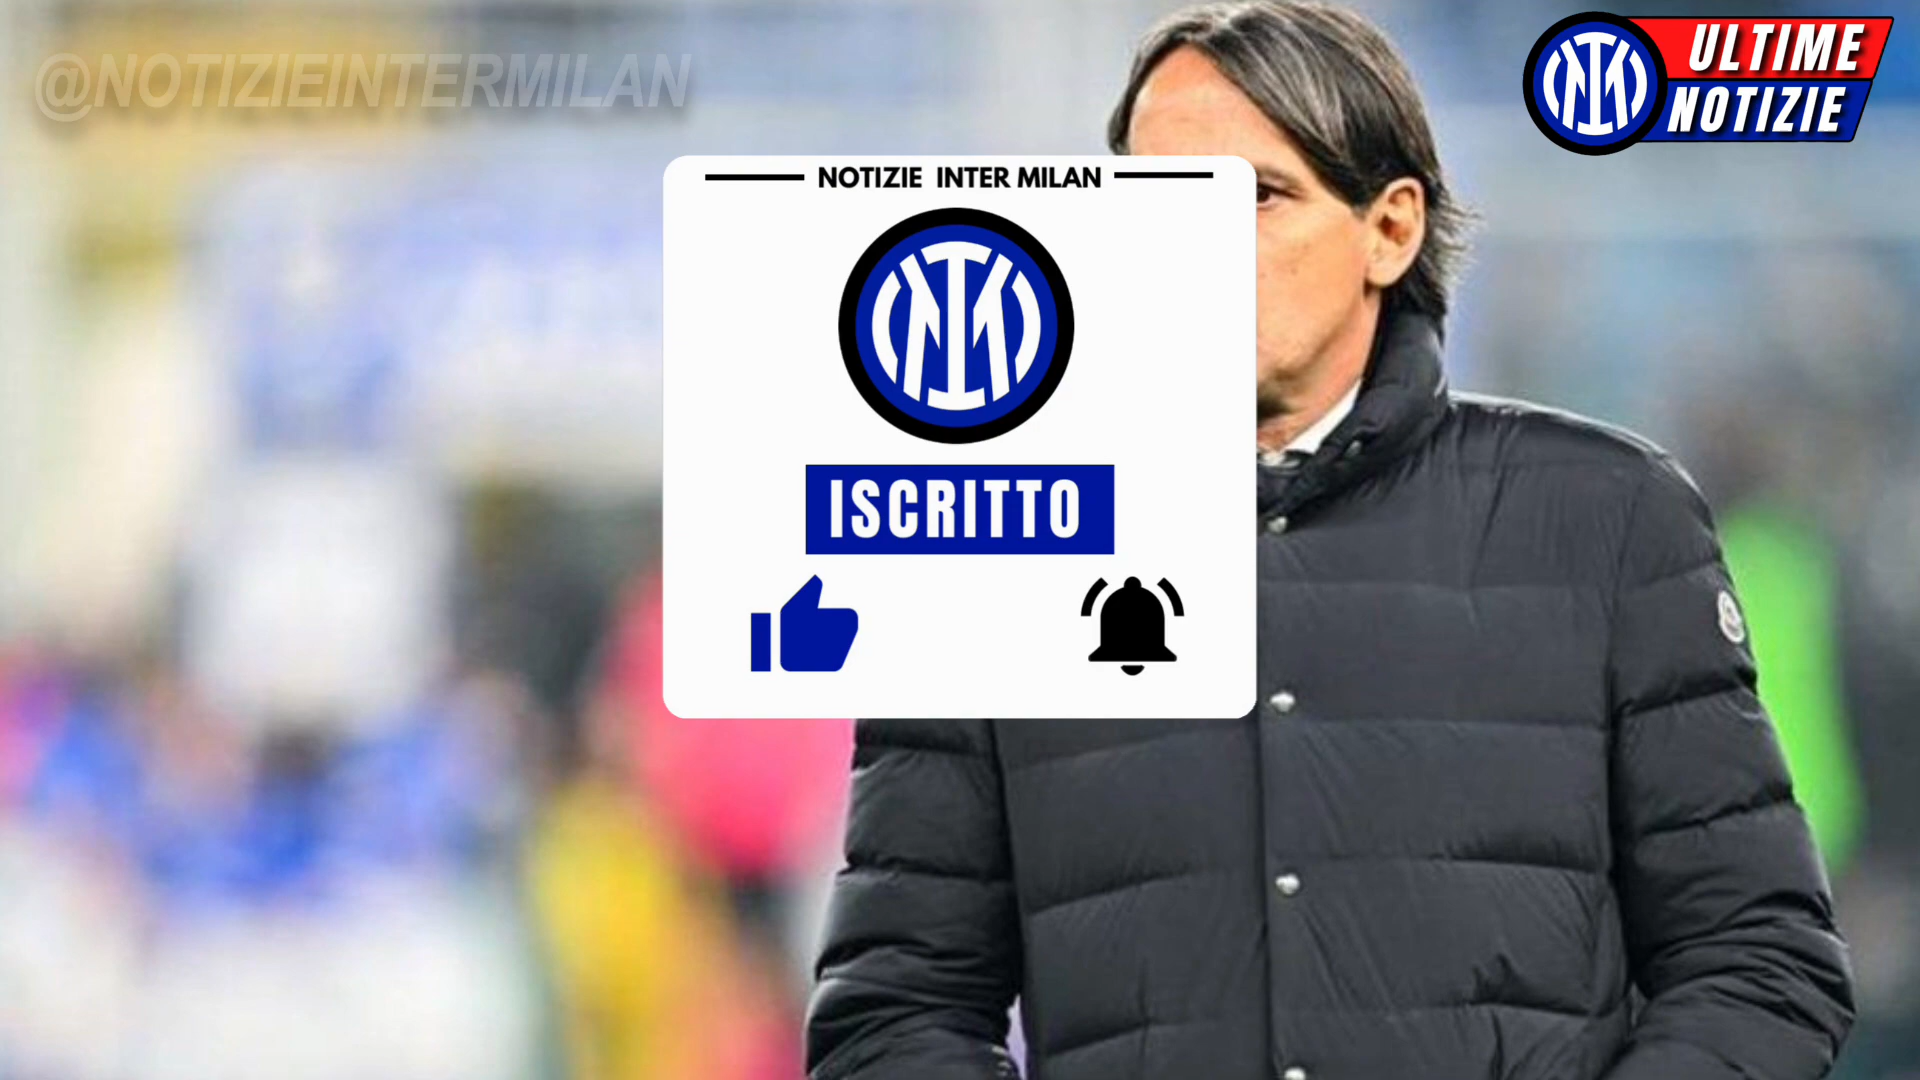 @NOTIZIEINTERMILAN
ULTIME
NOTIZIE
NOTIZIE INTER MILAN
ISCRITTO